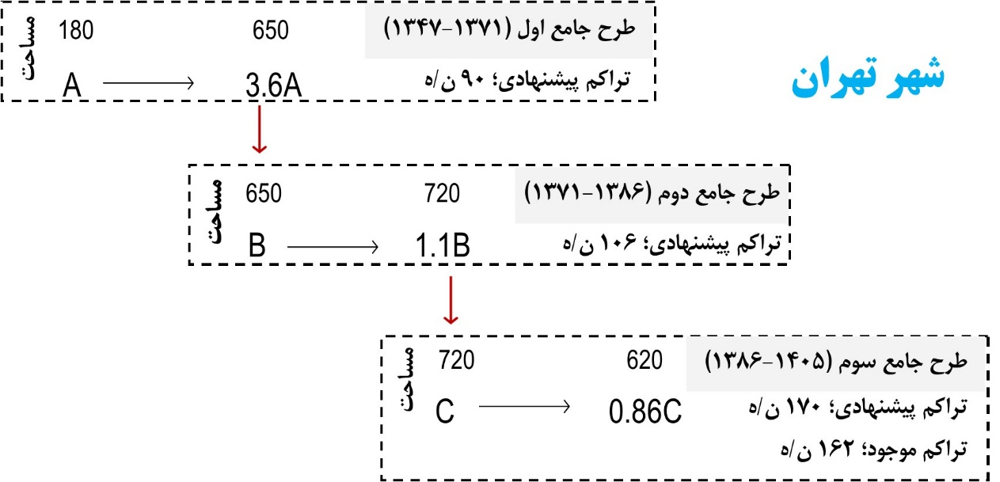 شهر تهران
طرح جامع اول (۱۳۷۱-۱۳۴۷)
مساحت
180 650
A 3.6A
تراکم پیشنهادی؛ ۹۰ ن/ه
طرح جامع دوم (۱۳۸۶-۱۳۷۱)
مساحت
650 720
B 1.1B
تراکم پیشنهادی؛ ۱۰۶ ن/ه
طرح جامع سوم (۱۴۰۵-۱۳۸۶)
مساحت
720 620
C 0.86C
تراکم پیشنهادی؛ ۱۷۰ ن/ه
تراکم موجود؛ ۱۶۲ ن/ه